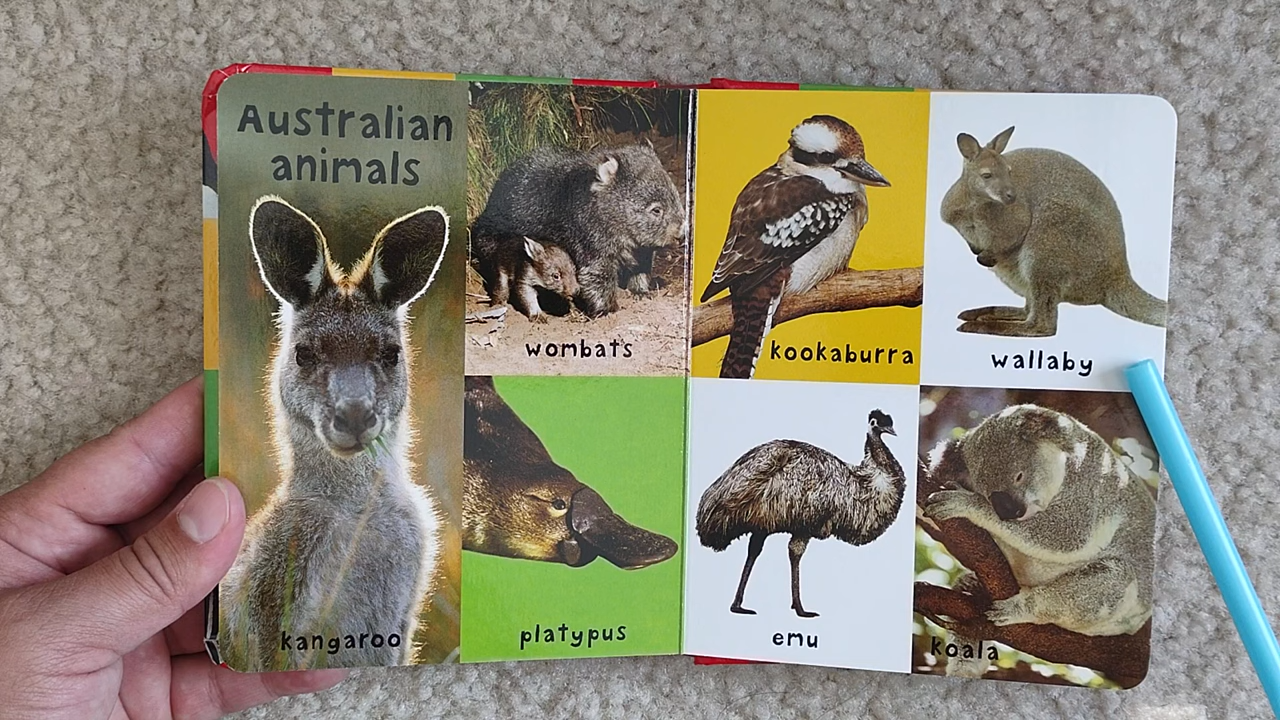 Australian
animals
kangaroo
wombats
platypus
kookaburra
wallaby
emu
koala